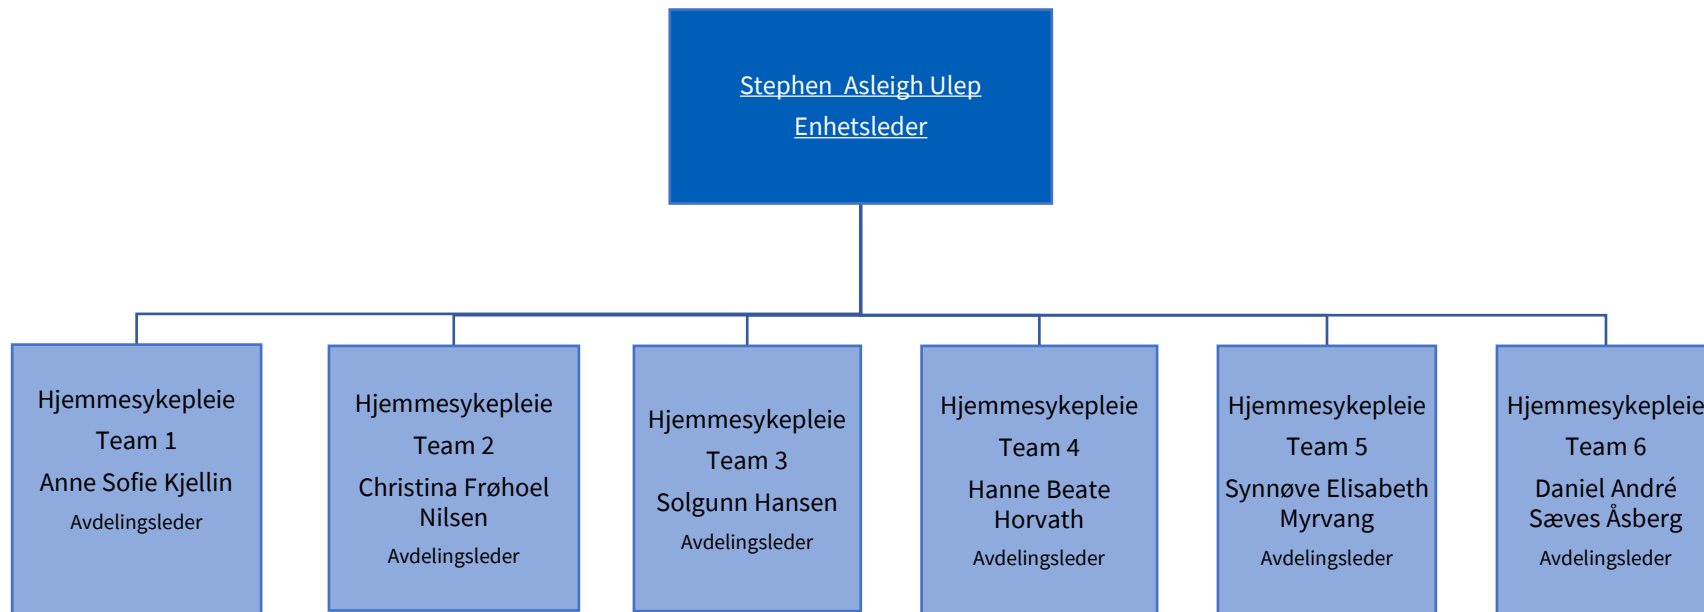 Stephen  Asleigh Ulep
Enhetsleder
Hjemmesykepleie
Team 1
Anne Sofie Kjellin
Avdelingsleder
Hjemmesykepleie
Team 2
Christina Frøhoel
Nilsen
Avdelingsleder
Hjemmesykepleie
Team 3
Solgunn Hansen
Avdelingsleder
Hjemmesykepleie
Team 4
Hanne Beate
Horvath
Avdelingsleder
Hjemmesykepleie
Team 5
Synnøve Elisabeth
Myrvang
Avdelingsleder
Hjemmesykepleie
Team 6
Daniel André
Sæves Åsberg
Avdelingsleder